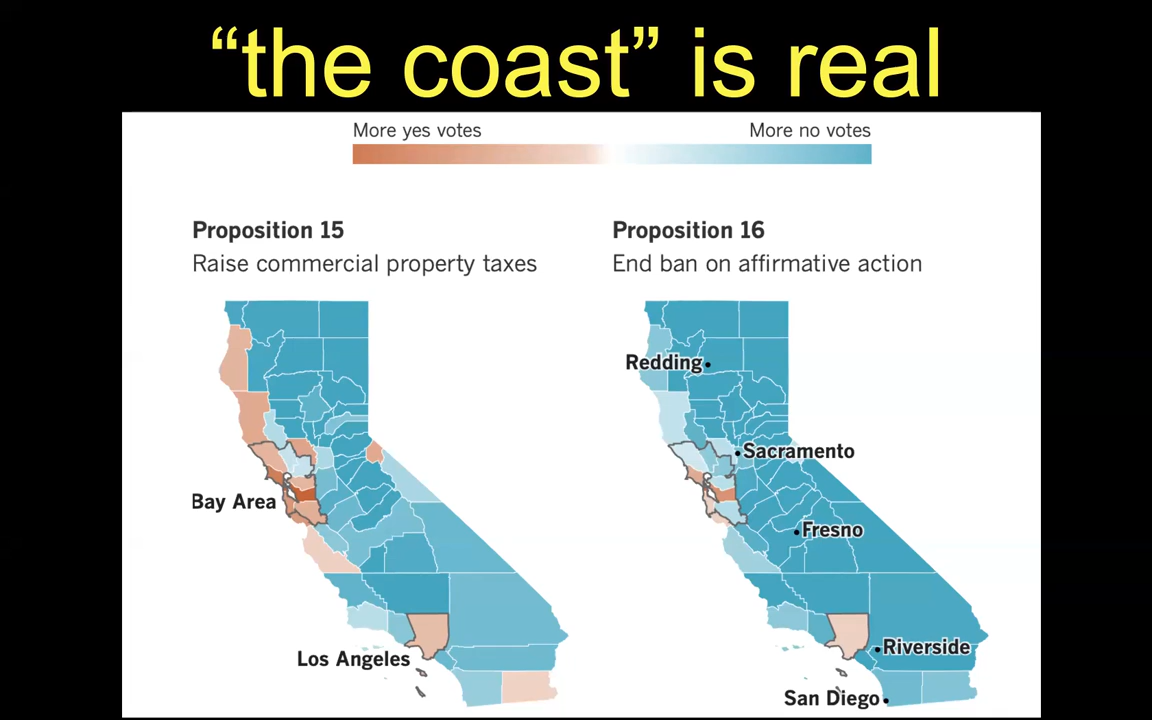 “the coast” is real
More yes votes
More no votes
Proposition 15
Raise commercial property taxes
Bay Area
Los Angeles
Proposition 16
End ban on affirmative action
Redding
Sacramento
Fresno
Riverside
San Diego